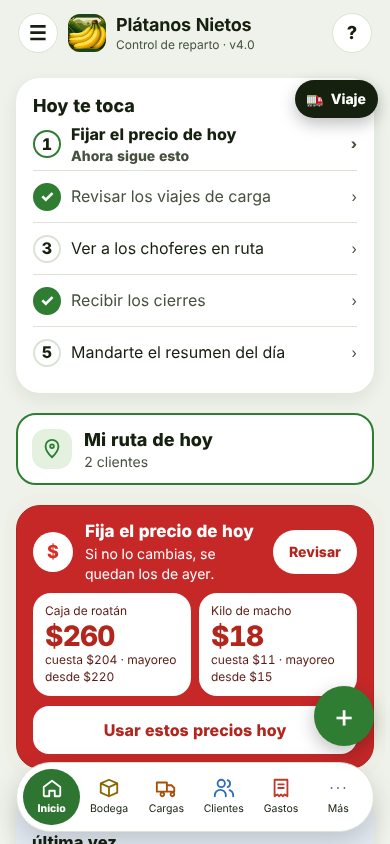 Plátanos Nietos
Control de reparto · v4.0
?
Viaje
Hoy te toca
1
Fijar el precio de hoy
Ahora sigue esto
Revisar los viajes de carga
3
Ver a los choferes en ruta
Recibir los cierres
5
Mandarte el resumen del día
Mi ruta de hoy
2 clientes
$
Fija el precio de hoy
Si no lo cambias, se
quedan los de ayer.
Revisar
Caja de roatán
$260
cuesta $204 · mayoreo
desde $220
Kilo de macho
$18
cuesta $11 · mayoreo
desde $15
Usar estos precios hoy
+
Inicio
Bodega
Cargas
Clientes
Gastos
Más
última vez